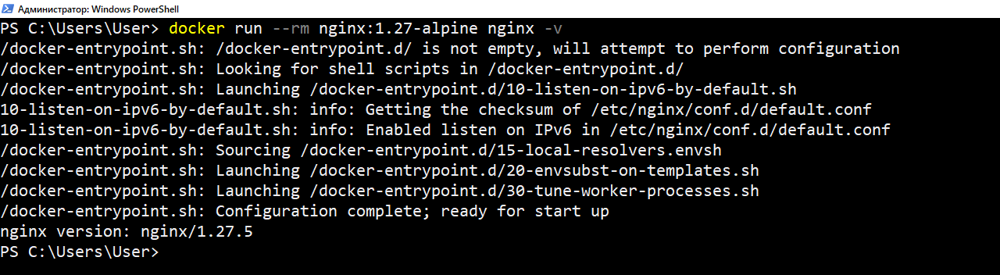 Администратор: Windows PowerShell
PS C:\Users\User> docker run --rm nginx:1.27-alpine nginx -v
/docker-entrypoint.sh: /docker-entrypoint.d/ is not empty, will attempt to perform configuration
/docker-entrypoint.sh: Looking for shell scripts in /docker-entrypoint.d/
/docker-entrypoint.sh: Launching /docker-entrypoint.d/10-listen-on-ipv6-by-default.sh
10-listen-on-ipv6-by-default.sh: info: Getting the checksum of /etc/nginx/conf.d/default.conf
10-listen-on-ipv6-by-default.sh: info: Enabled listen on IPv6 in /etc/nginx/conf.d/default.conf
/docker-entrypoint.sh: Sourcing /docker-entrypoint.d/15-local-resolvers.envsh
/docker-entrypoint.sh: Launching /docker-entrypoint.d/20-envsubst-on-templates.sh
/docker-entrypoint.sh: Launching /docker-entrypoint.d/30-tune-worker-processes.sh
/docker-entrypoint.sh: Configuration complete; ready for start up
nginx version: nginx/1.27.5
PS C:\Users\User>